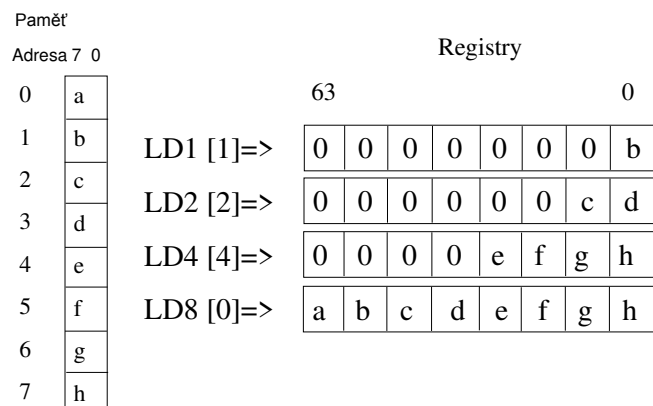 Paměť
Adresa 7 0
0 a
1 b
2 c
3 d
4 e
5 f
6 g
7 h
Registry
63 0
LD1 [1]=> 0 0 0 0 0 0 0 b
LD2 [2]=> 0 0 0 0 0 0 c d
LD4 [4]=> 0 0 0 0 e f g h
LD8 [0]=> a b c d e f g h